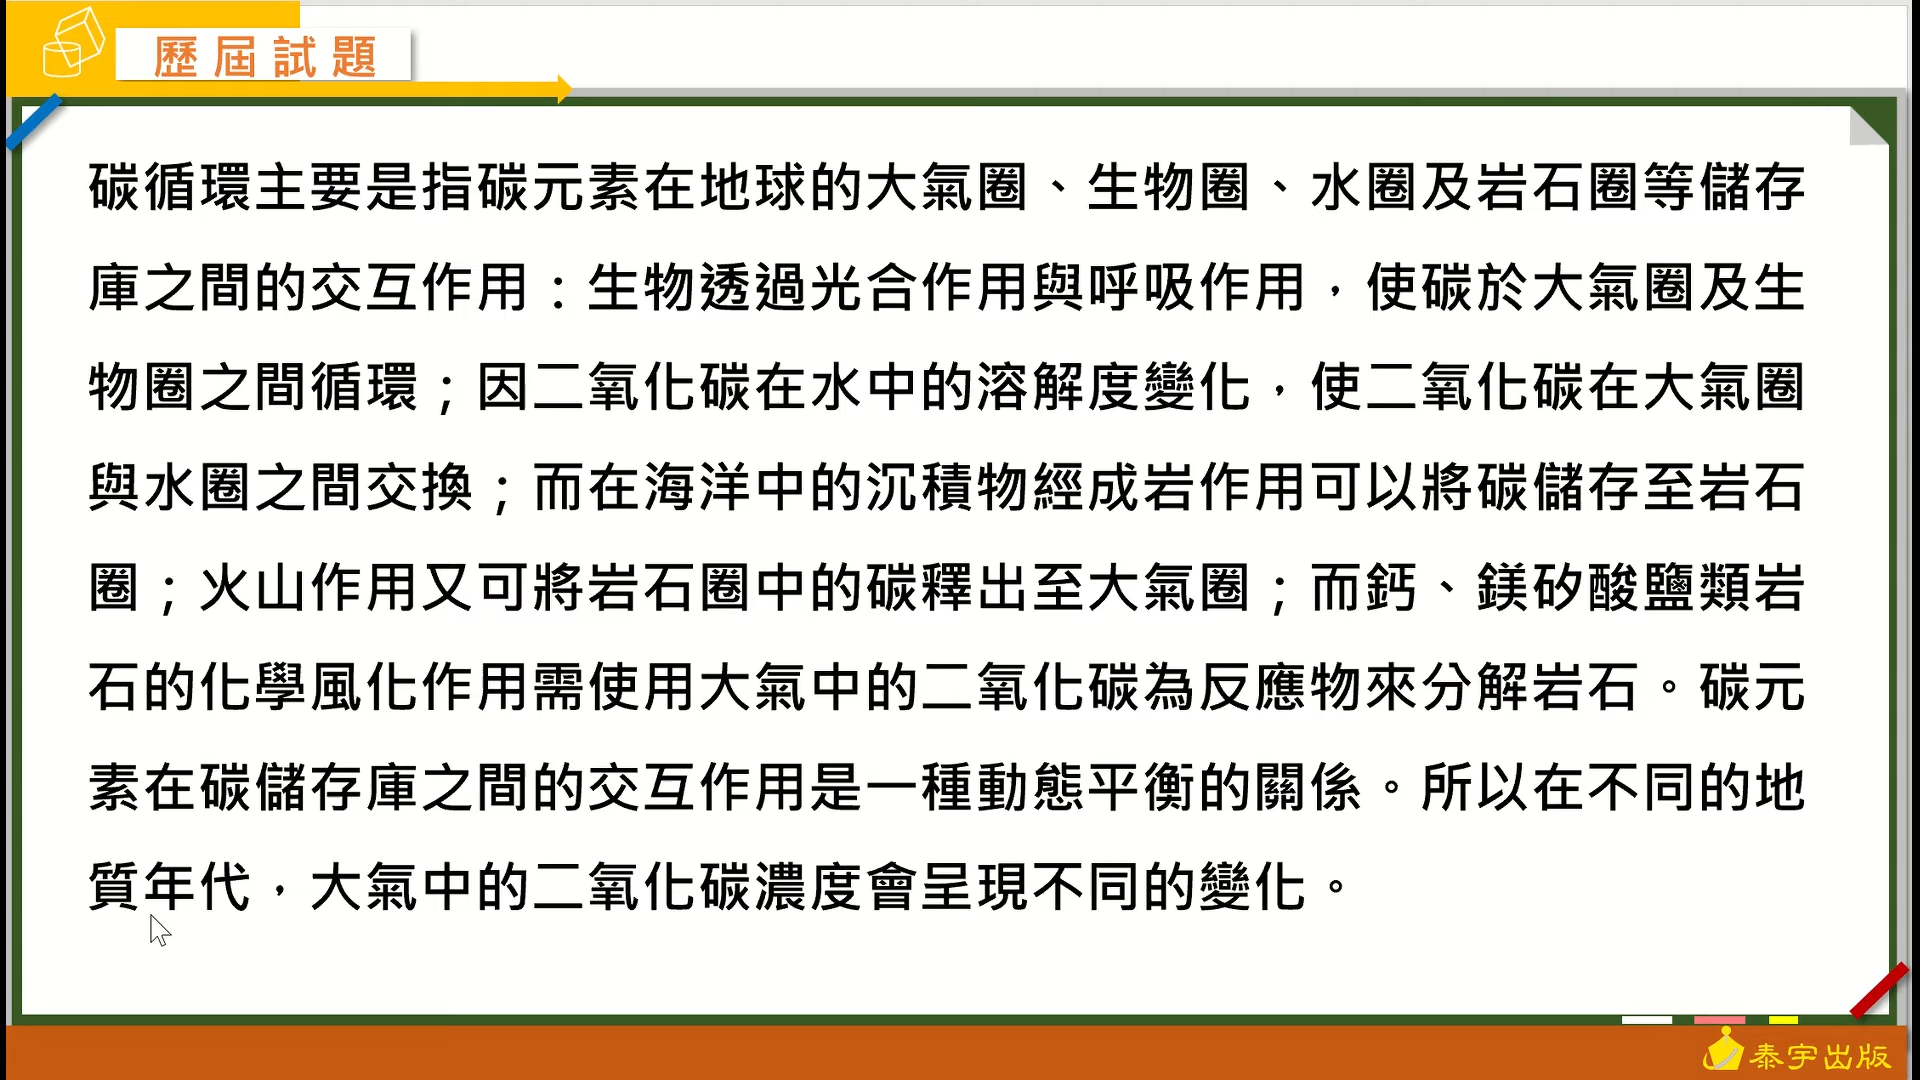 歷屆試題
碳循環主要是指碳元素在地球的大氣圈、生物圈、水圈及岩石圈等儲存
庫之間的交互作用：生物透過光合作用與呼吸作用，使碳於大氣圈及生
物圈之間循環；因二氧化碳在水中的溶解度變化，使二氧化碳在大氣圈
與水圈之間交換；而在海洋中的沉積物經成岩作用可以將碳儲存至岩石
圈；火山作用又可將岩石圈中的碳釋出至大氣圈；而鈣、鎂矽酸鹽類岩
石的化學風化作用需使用大氣中的二氧化碳為反應物來分解岩石。碳元
素在碳儲存庫之間的交互作用是一種動態平衡的關係。所以在不同的地
質年代，大氣中的二氧化碳濃度會呈現不同的變化。
泰宇出版